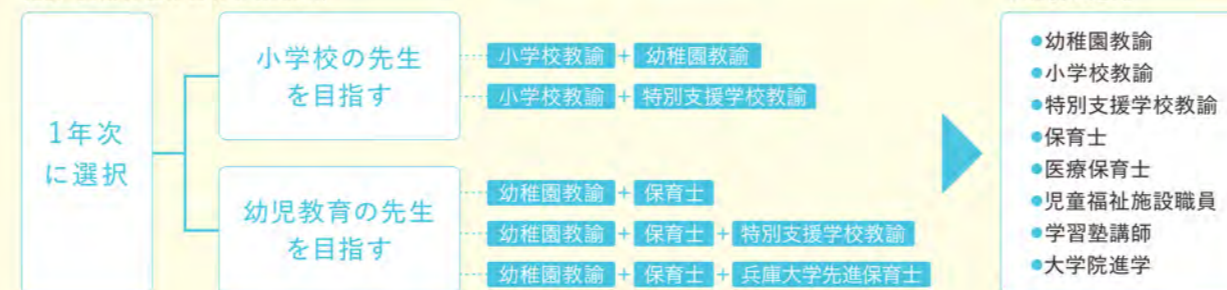 1年次
に選択
小学校の先生
を目指す
小学校教諭 + 幼稚園教諭
小学校教諭 + 特別支援学校教諭
幼児教育の先生
を目指す
幼稚園教諭 + 保育士
幼稚園教諭 + 保育士 + 特別支援学校教諭
幼稚園教諭 + 保育士 + 兵庫大学先進保育士
●幼稚園教諭
●小学校教諭
●特別支援学校教諭
●保育士
●医療保育士
●児童福祉施設職員
●学習塾講師
●大学院進学